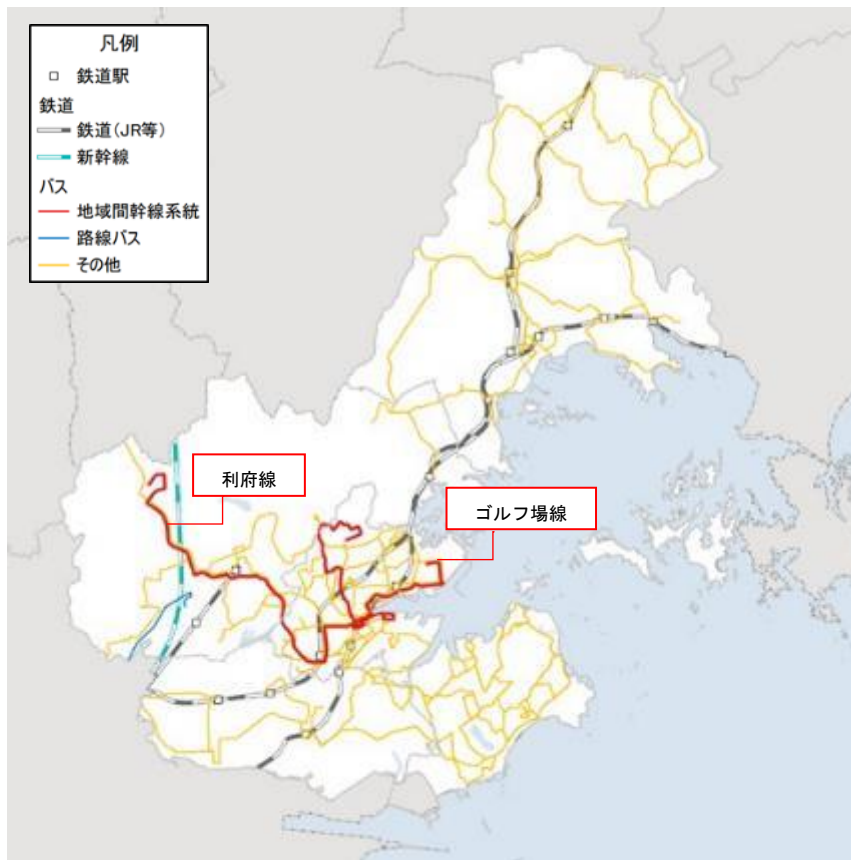 凡例
鉄道駅
鉄道
鉄道(JR等)
新幹線
バス
地域間幹線系統
路線バス
その他
利府線
ゴルフ場線